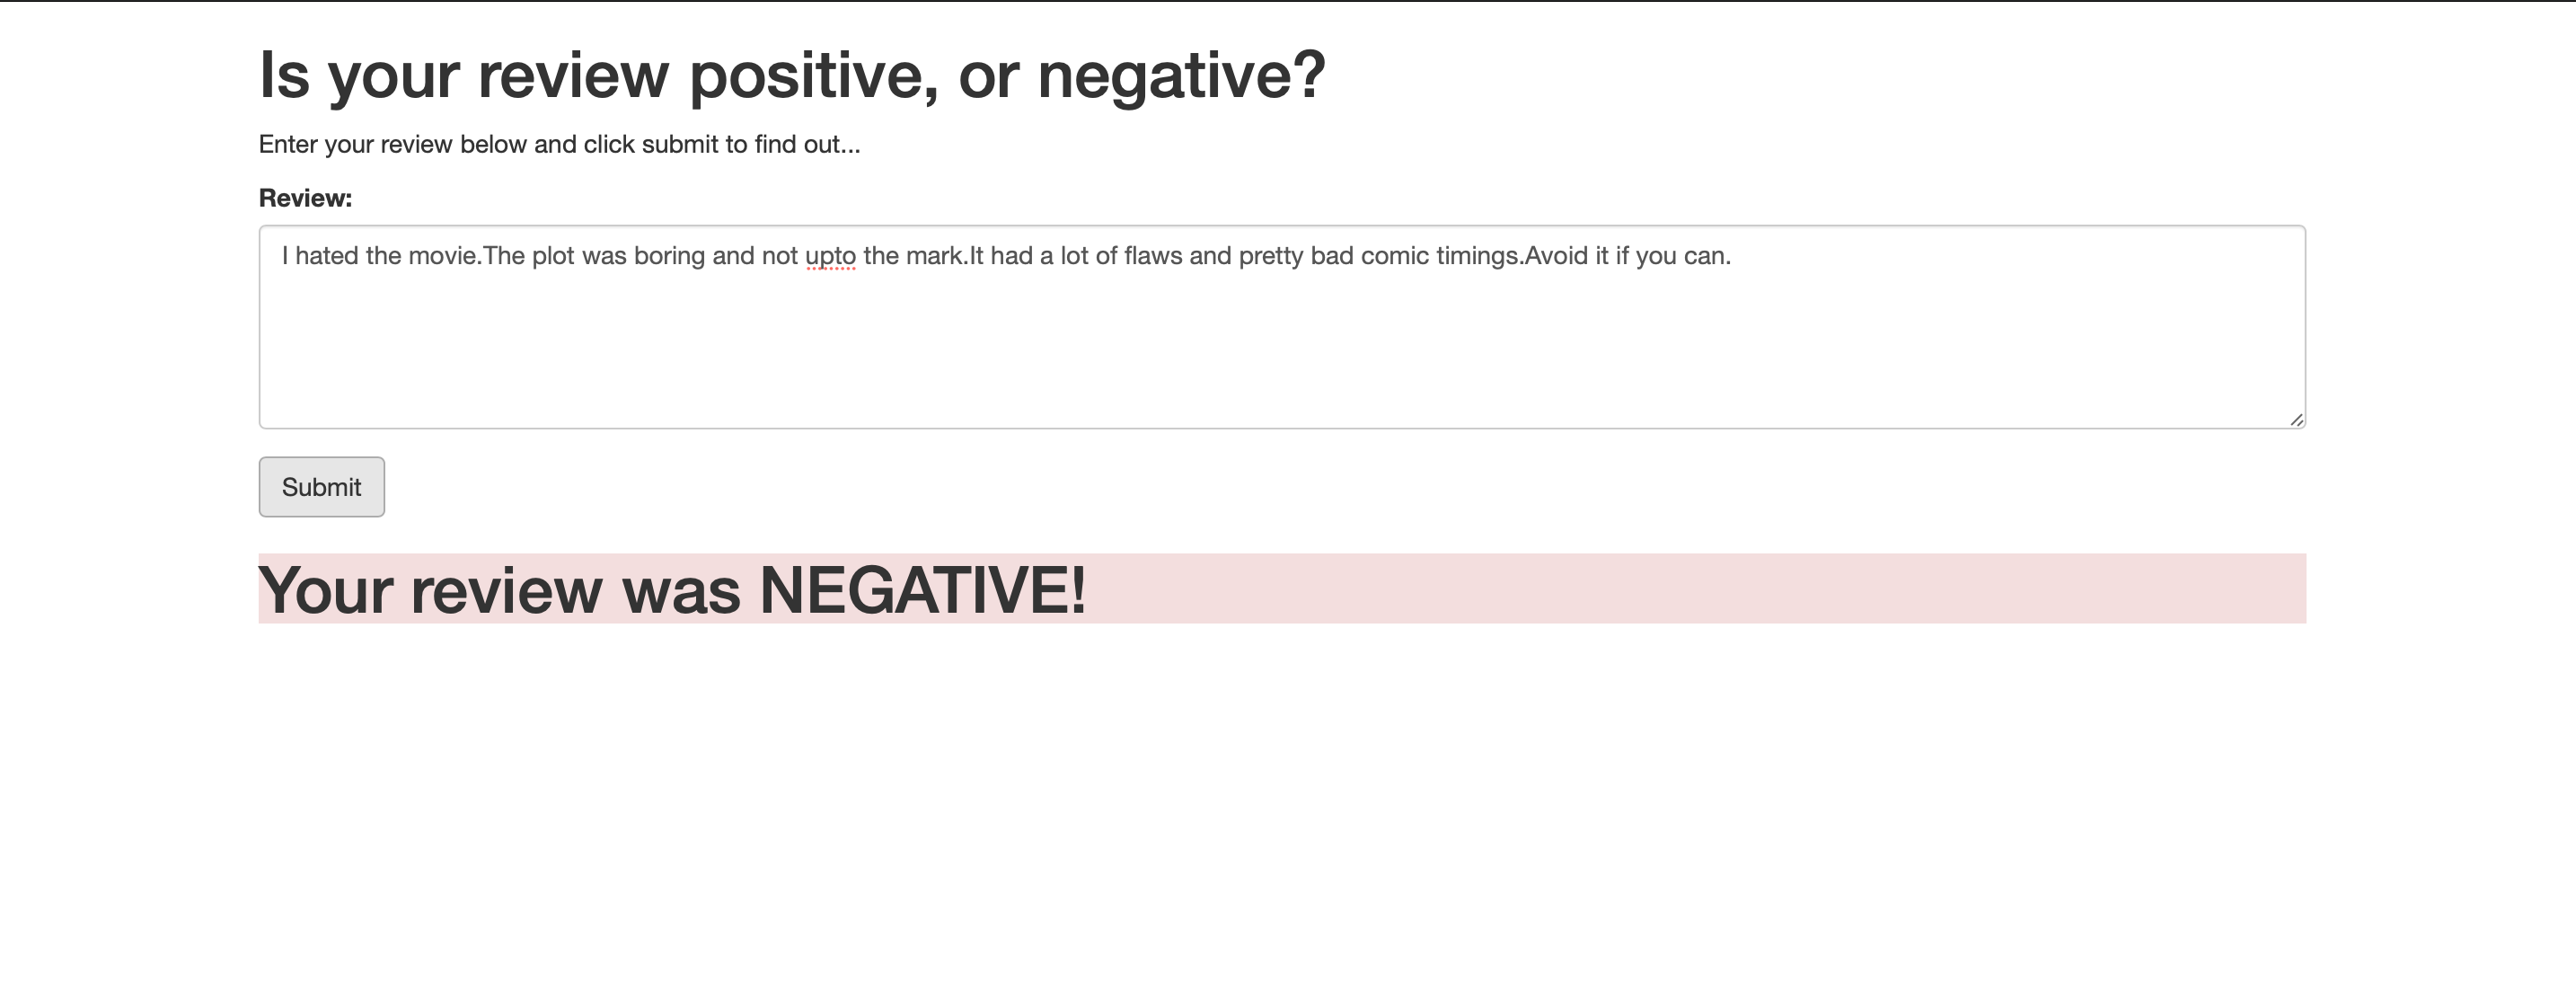 Is your review positive, or negative?
Enter your review below and click submit to find out...
Review:
I hated the movie.The plot was boring and not upto the mark.It had a lot of flaws and pretty bad comic timings.Avoid it if you can.
Submit
Your review was NEGATIVE!